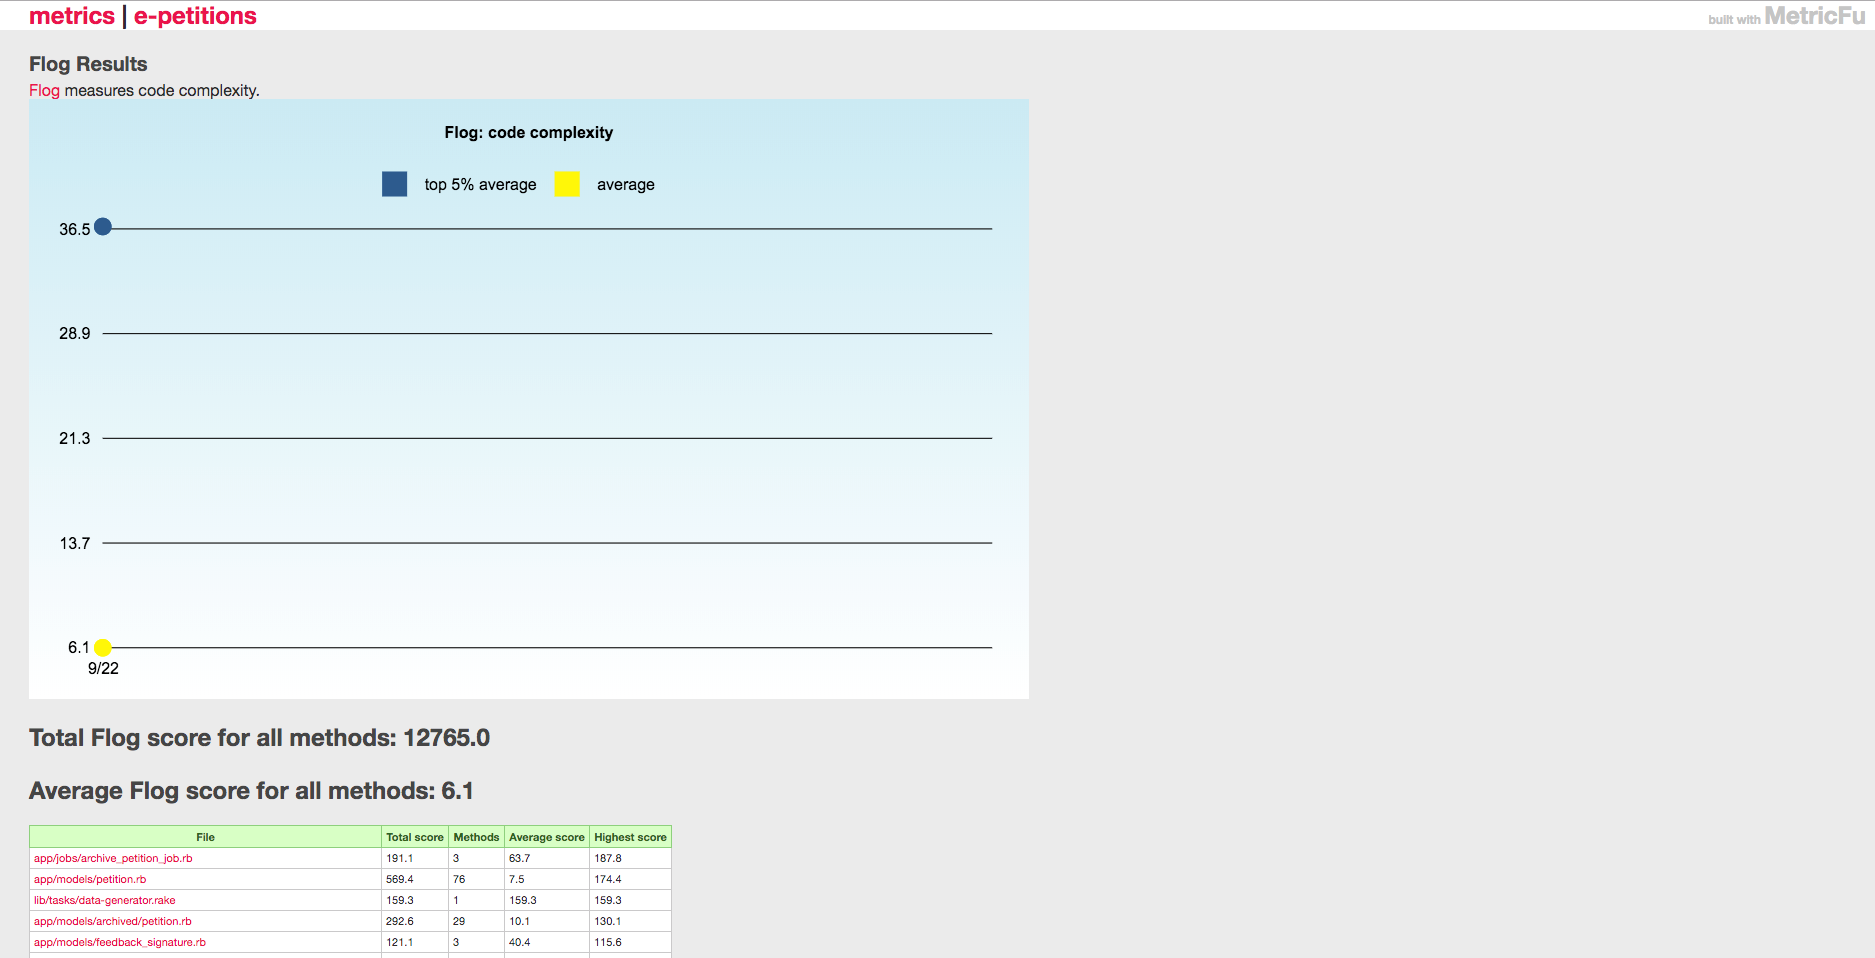 metrics | e-petitions
built with MetricFu
Flog Results
Flog measures code complexity.
Flog: code complexity
top 5% average average
36.5
28.9
21.3
13.7
6.1
9/22
Total Flog score for all methods: 12765.0
Average Flog score for all methods: 6.1
File Total score Methods Average score Highest score
app/jobs/archive_petition_job.rb 191.1 3 63.7 187.8
app/models/petition.rb 569.4 76 7.5 174.4
lib/tasks/data-generator.rake 159.3 1 159.3 159.3
app/models/archived/petition.rb 292.6 29 10.1 130.1
app/models/feedback_signature.rb 121.1 3 40.4 115.6